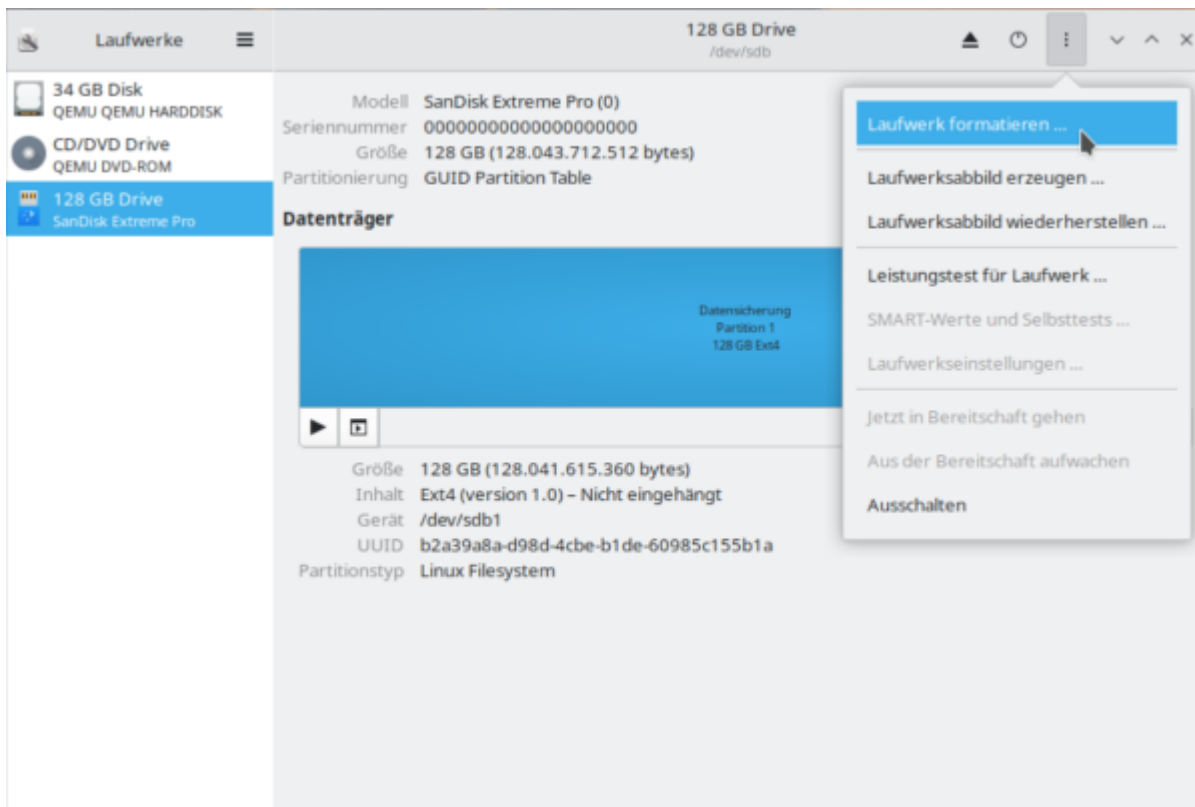 Laufwerke
128 GB Drive
/dev/sdb
34 GB Disk
QEMU QEMU HARDDISK
CD/DVD Drive
QEMU DVD-ROM
128 GB Drive
SanDisk Extreme Pro
Modell SanDisk Extreme Pro (0)
Seriennummer 00000000000000000000
Größe 128 GB (128.043.712.512 bytes)
Partitionierung GUID Partition Table
Datenträger
Datensicherung
Partition 1
128 GB Ext4
Größe 128 GB (128.041.615.360 bytes)
Inhalt Ext4 (version 1.0) – Nicht eingehängt
Gerät /dev/sdb1
UUID b2a39a8a-d98d-4cbe-b1de-60985c155b1a
Partitionstyp Linux Filesystem
Laufwerk formatieren ...
Laufwerksabbild erzeugen ...
Laufwerksabbild wiederherstellen ...
Leistungstest für Laufwerk ...
SMART-Werte und Selbsttests ...
Laufwerkseinstellungen ...
Jetzt in Bereitschaft gehen
Aus der Bereitschaft aufwachen
Ausschalten